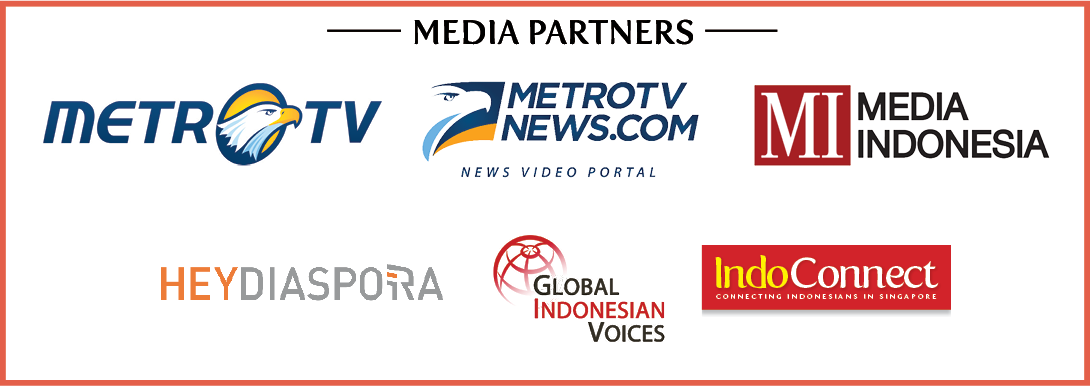 MEDIA PARTNERS
METRO TV
METROTV
NEWS.COM
NEWS VIDEO PORTAL
MI MEDIA
INDONESIA
HEYDIASPORA
GLOBAL
INDONESIAN
VOICES
IndoConnect
CONNECTING INDONESIANS IN SINGAPORE